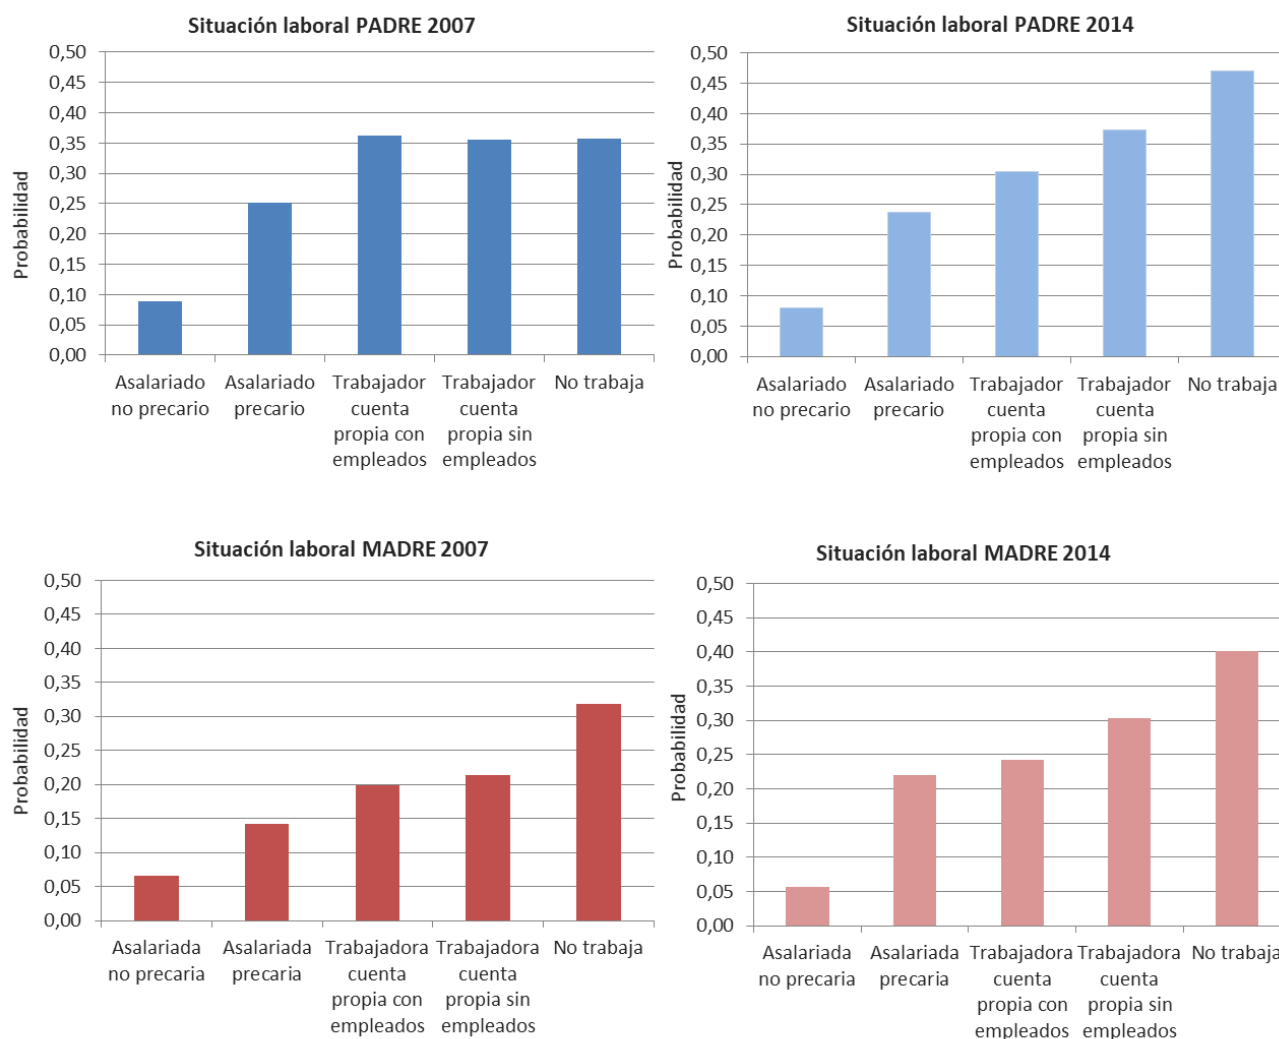 Situación laboral PADRE 2007
0,50
0,45
0,40
0,35
0,30
0,25
0,20
0,15
0,10
0,05
0,00
Probabilidad
Asalariado Asalariado Trabajador Trabajador No trabaja
no precario precario cuenta cuenta
propia con propia sin
empleados empleados
Situación laboral PADRE 2014
0,50
0,45
0,40
0,35
0,30
0,25
0,20
0,15
0,10
0,05
0,00
Probabilidad
Asalariado Asalariado Trabajador Trabajador No trabaja
no precario precario cuenta cuenta
propia con propia sin
empleados empleados
Situación laboral MADRE 2007
0,50
0,45
0,40
0,35
0,30
0,25
0,20
0,15
0,10
0,05
0,00
Probabilidad
Asalariada Asalariada Trabajadora Trabajadora No trabaja
no precaria precaria cuenta cuenta
propia con propia sin
empleados empleados
Situación laboral MADRE 2014
0,50
0,45
0,40
0,35
0,30
0,25
0,20
0,15
0,10
0,05
0,00
Probabilidad
Asalariada Asalariada Trabajadora Trabajadora No trabaja
no precaria precaria cuenta cuenta
propia con propia sin
empleados empleados